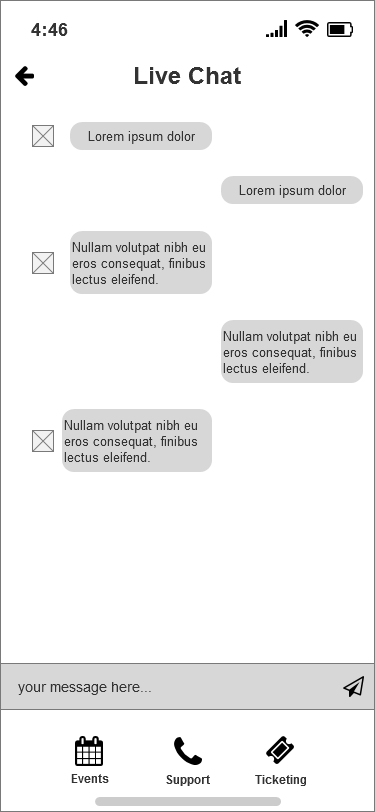 4:46
Live Chat
Lorem ipsum dolor
Lorem ipsum dolor
Nullam volutpat nibh eu
eros consequat, finibus
lectus eleifend.
Nullam volutpat nibh eu
eros consequat, finibus
lectus eleifend.
Nullam volutpat nibh eu
eros consequat, finibus
lectus eleifend.
your message here...
Events
Support
Ticketing